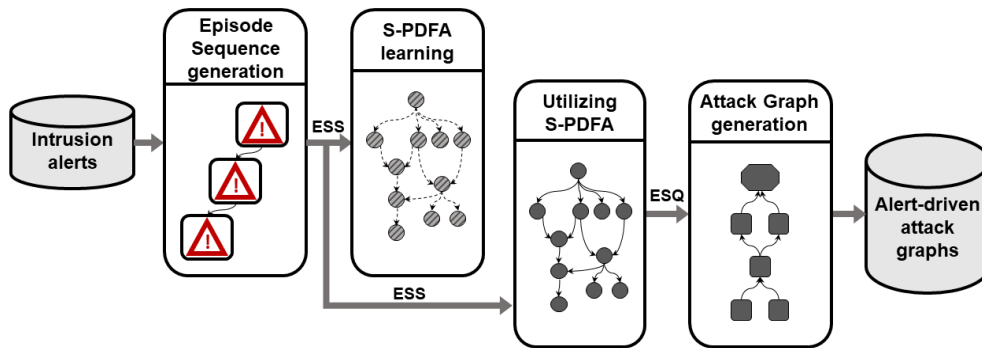 Intrusion
alerts
Episode
Sequence
generation
!
!
!
ESS
S-PDFA
learning
ESS
Utilizing
S-PDFA
ESQ
Attack Graph
generation
Alert-driven
attack
graphs